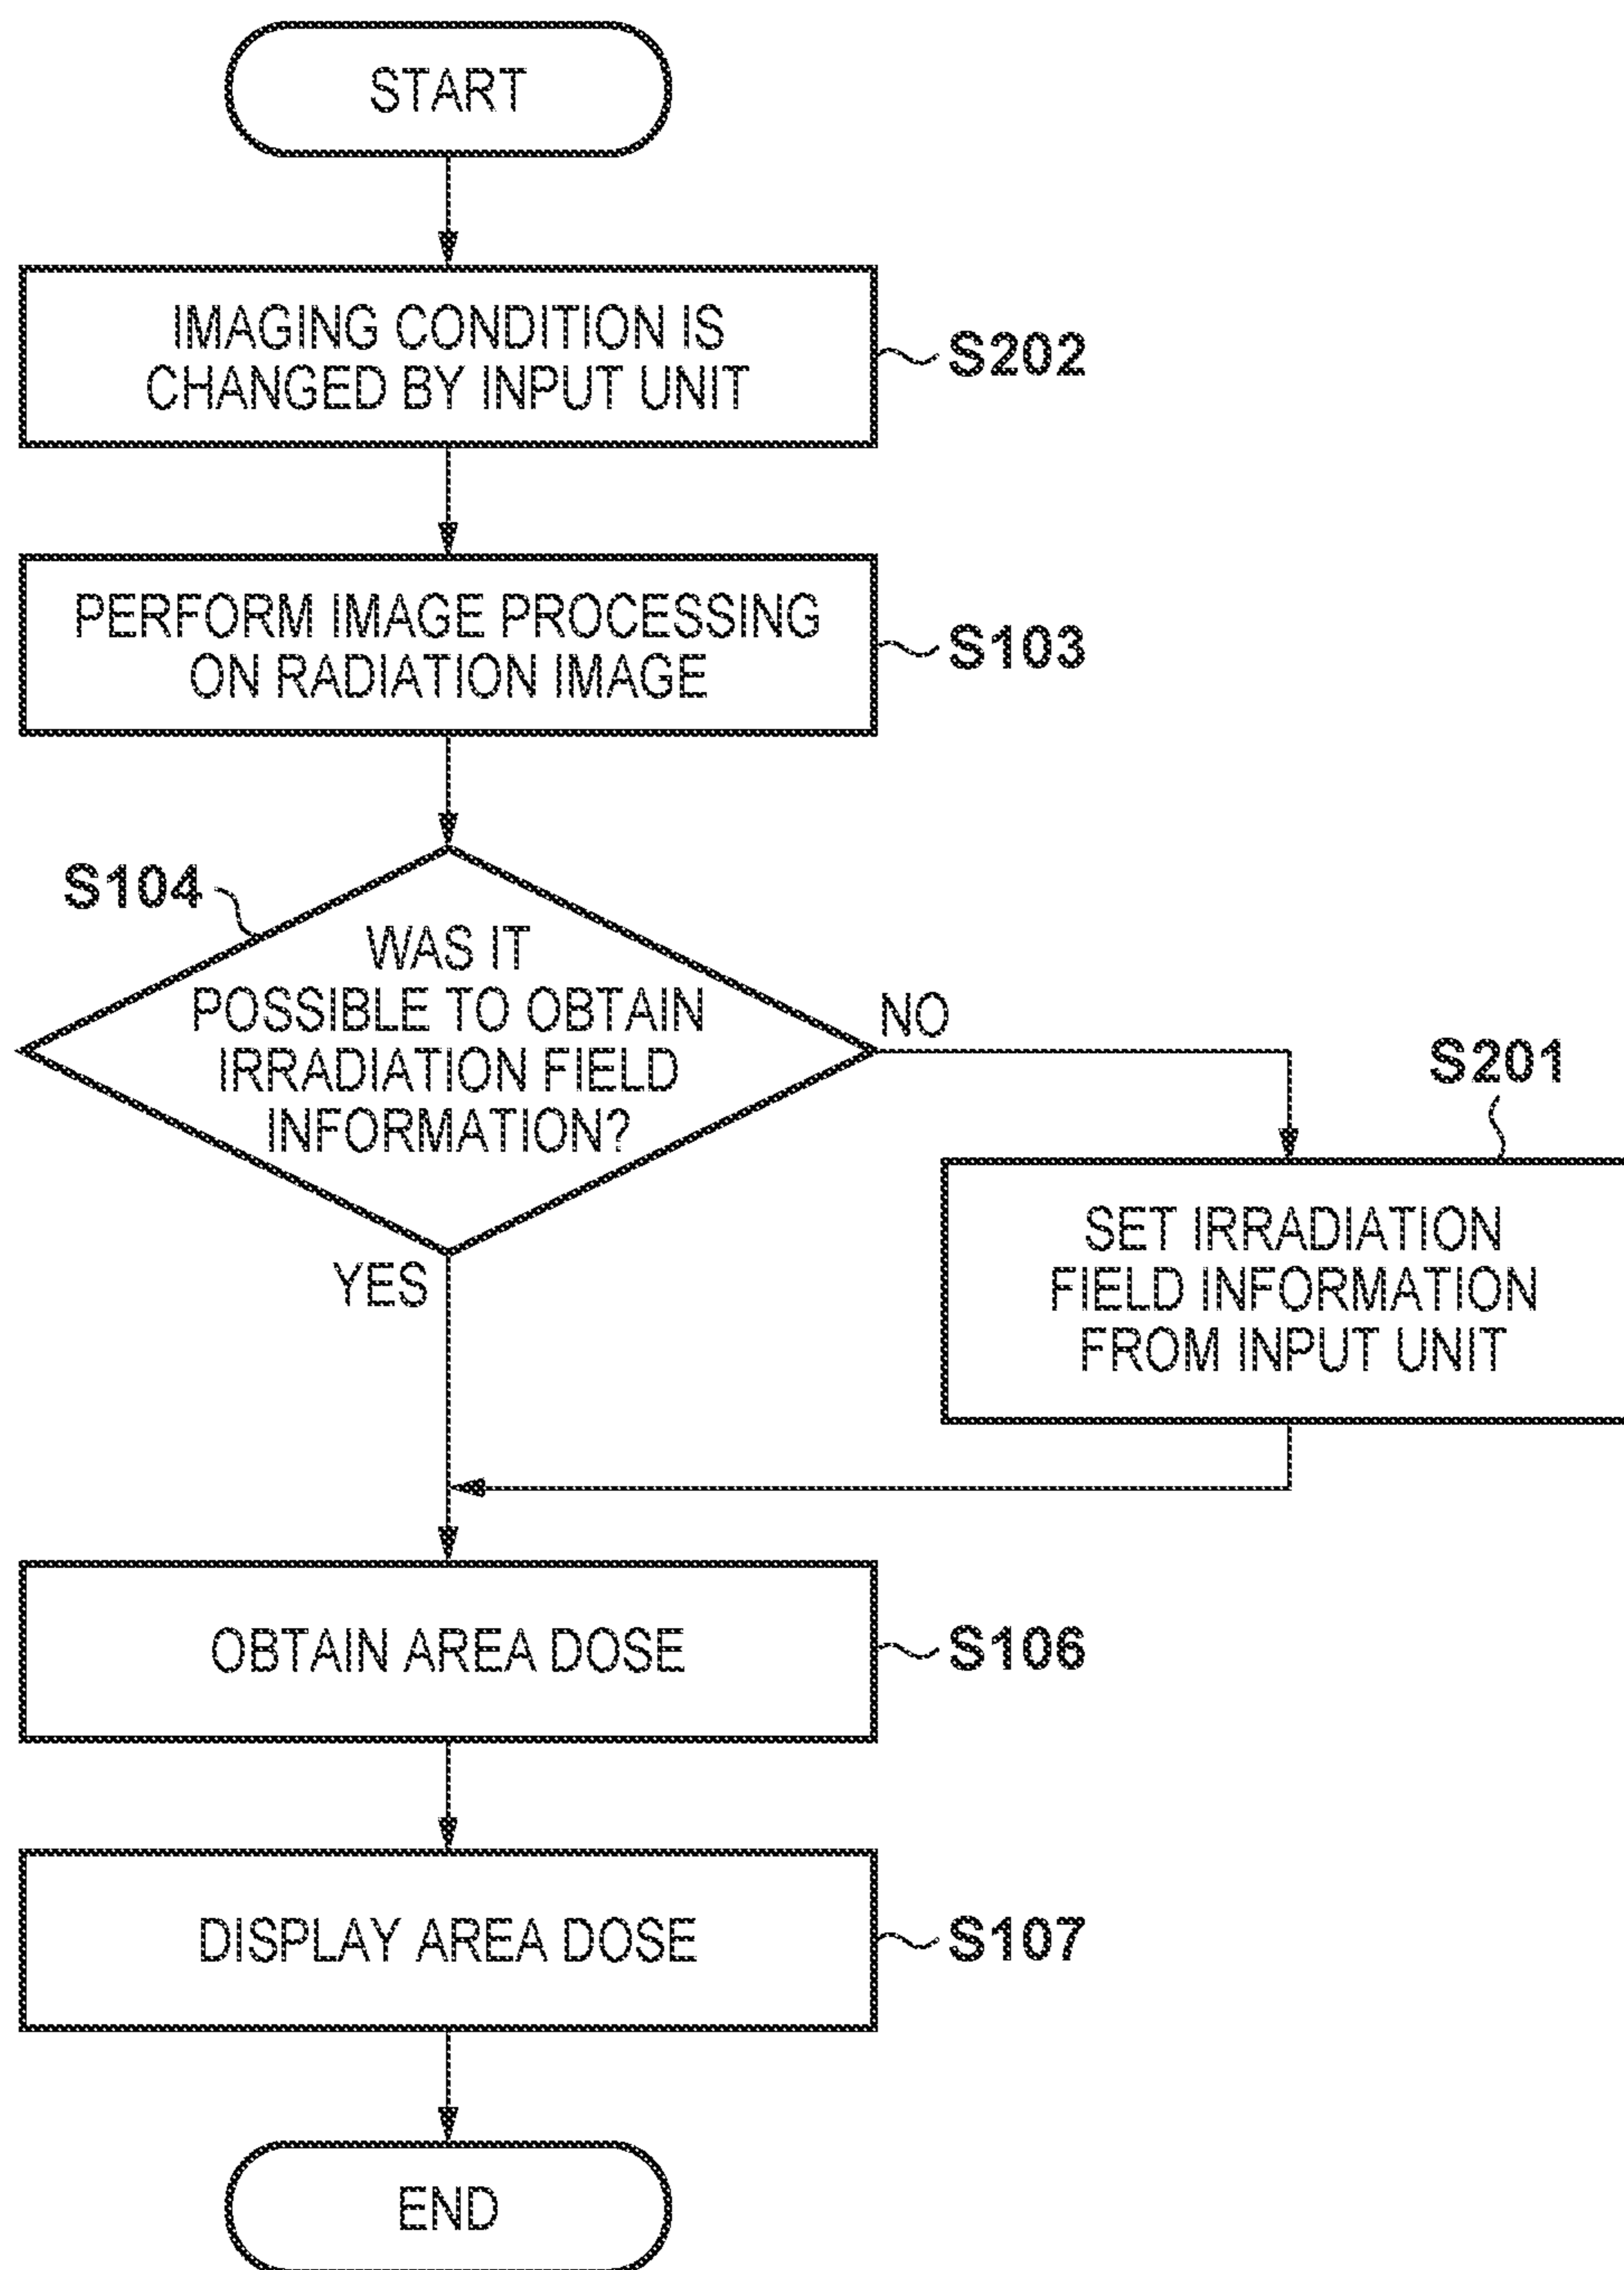 START
IMAGING CONDITION IS
CHANGED BY INPUT UNIT
S202
PERFORM IMAGE PROCESSING
ON RADIATION IMAGE
S103
S104
WAS IT
POSSIBLE TO OBTAIN
IRRADIATION FIELD
INFORMATION?
NO
YES
S201
SET IRRADIATION
FIELD INFORMATION
FROM INPUT UNIT
OBTAIN AREA DOSE
S106
DISPLAY AREA DOSE
S107
END